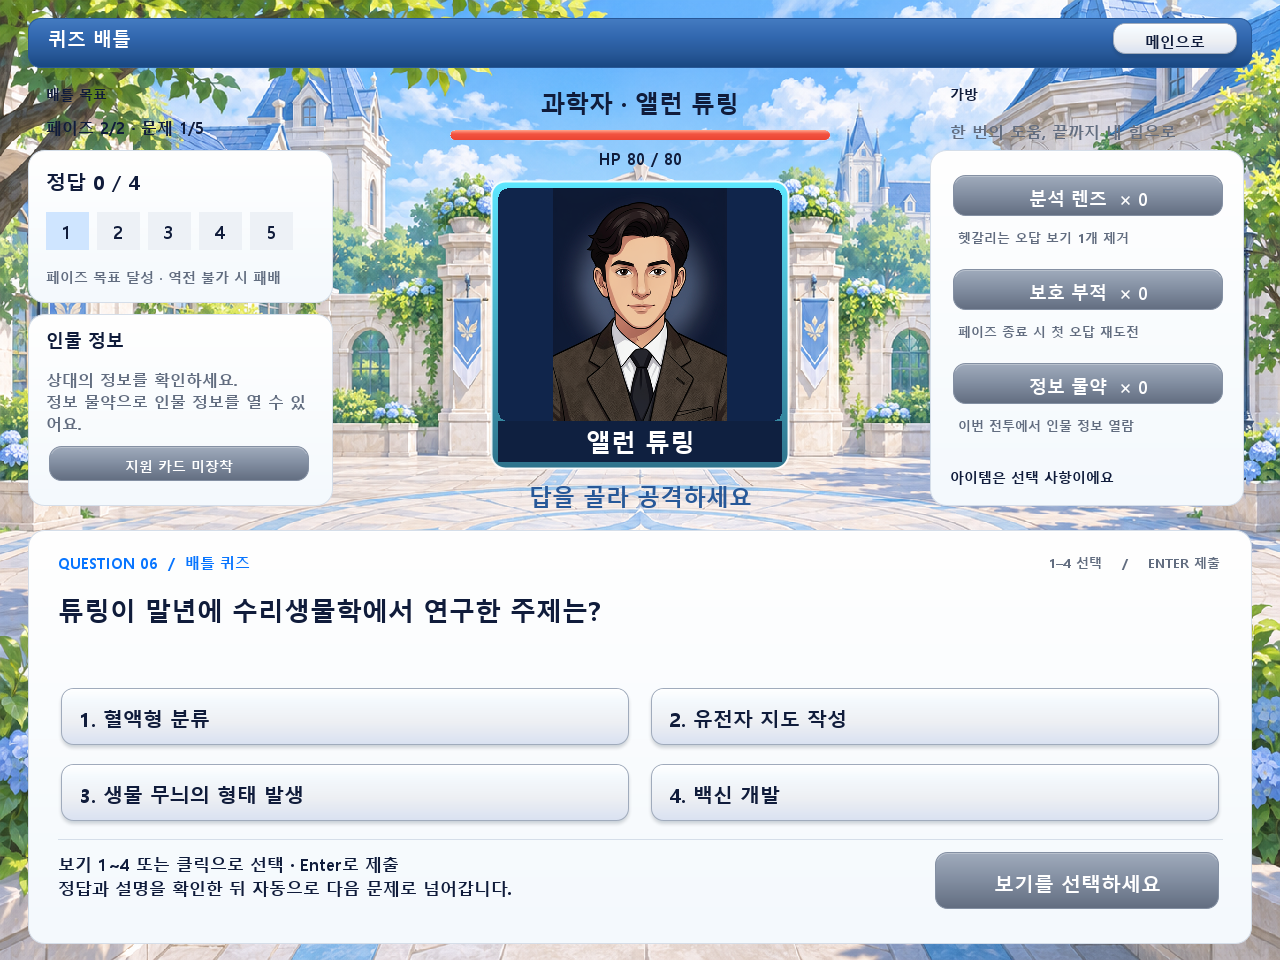 퀴즈 배틀
메인으로
배틀 목표
페이즈 2/2 · 문제 1/5
정답 0 / 4
1 2 3 4 5
페이즈 목표 달성 · 역전 불가 시 패배
인물 정보
상대의 정보를 확인하세요.
정보 물약으로 인물 정보를 열 수 있
어요.
지원 카드 미장착
과학자 · 앨런 튜링
HP 80 / 80
앨런 튜링
답을 골라 공격하세요
가방
한 번의 도움, 끝까지 내 힘으로
분석 렌즈 × 0
헷갈리는 오답 보기 1개 제거
보호 부적 × 0
페이즈 종료 시 첫 오답 재도전
정보 물약 × 0
이번 전투에서 인물 정보 열람
아이템은 선택 사항이에요
QUESTION 06 / 배틀 퀴즈
1–4 선택 / ENTER 제출
튜링이 말년에 수리생물학에서 연구한 주제는?
1. 혈액형 분류
2. 유전자 지도 작성
3. 생물 무늬의 형태 발생
4. 백신 개발
보기 1~4 또는 클릭으로 선택 · Enter로 제출
정답과 설명을 확인한 뒤 자동으로 다음 문제로 넘어갑니다.
보기를 선택하세요